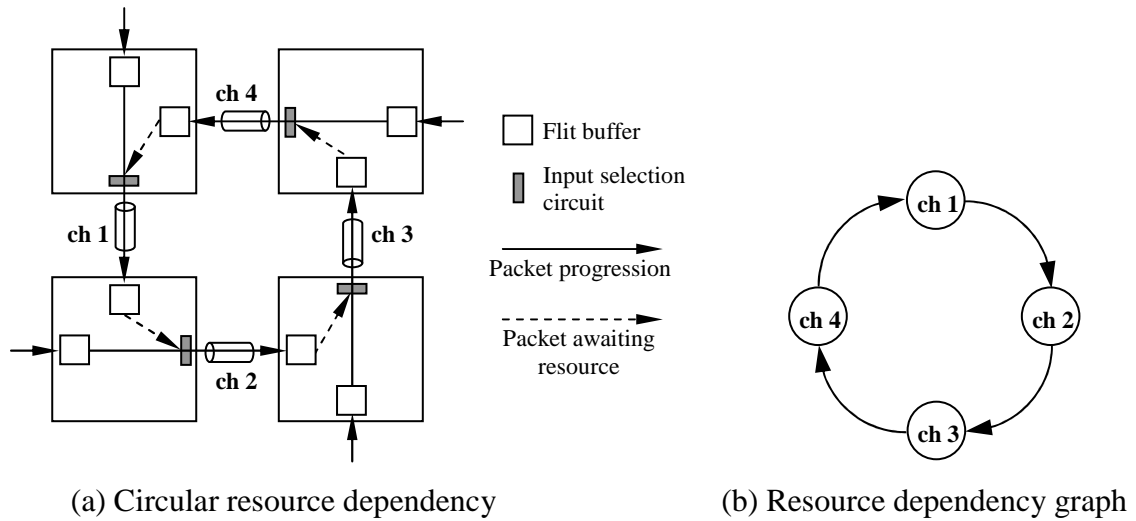 ch 4
Flit buffer
Input selection
circuit
ch 1
ch 3
Packet progression
Packet awaiting
resource
ch 2
ch 1
ch 4
ch 2
ch 3
(a) Circular resource dependency
(b) Resource dependency graph